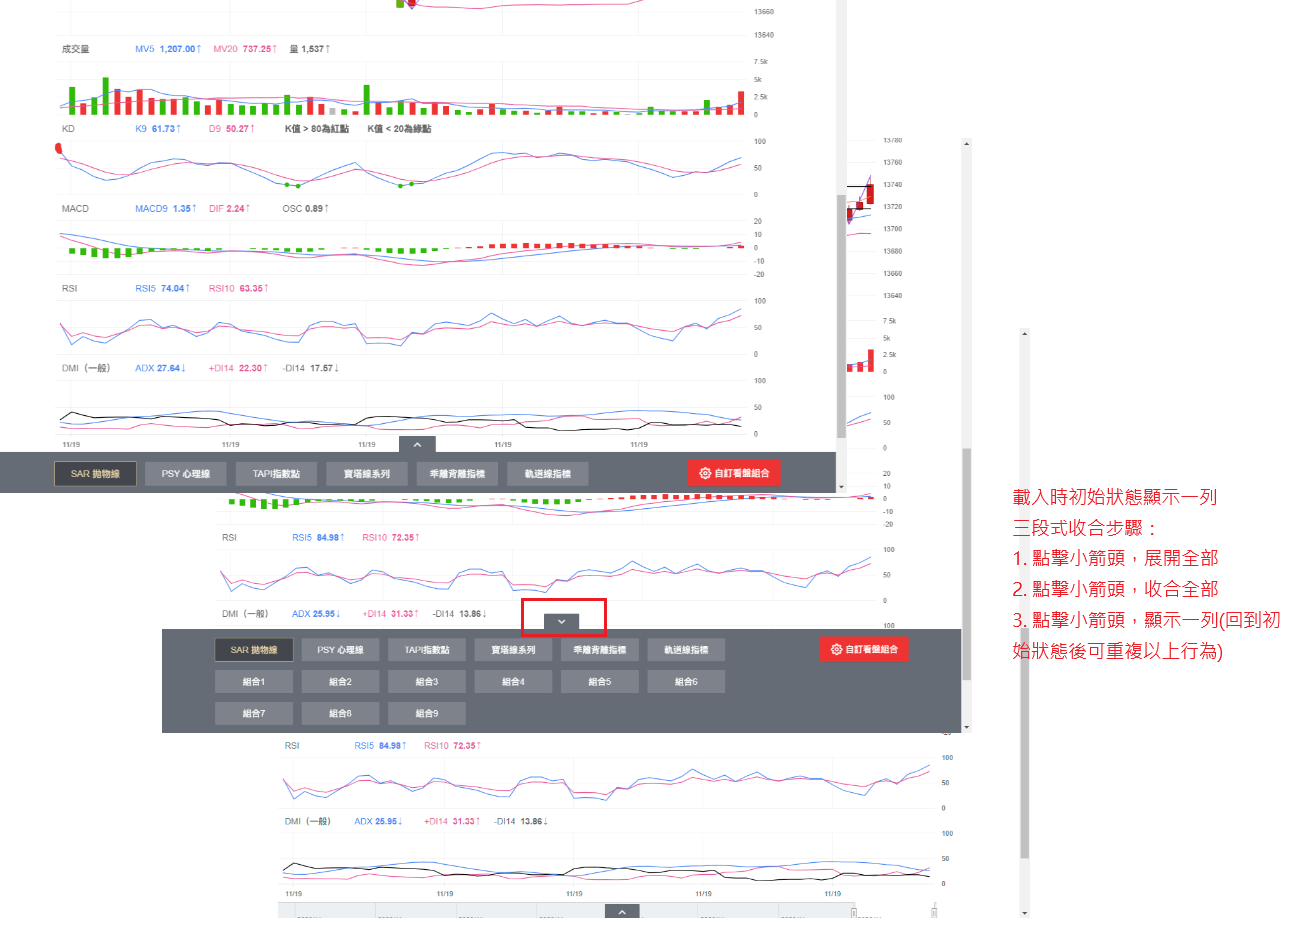 13660
13640
成交量 MV5 1,207.00↑ MV20 737.25↑ 量 1,537↑
7.5k
5k
2.5k
0
KD K9 61.73↑ D9 50.27↑ K值 > 80為紅點 K值 < 20為綠點
100
50
0
MACD MACD9 1.35↑ DIF 2.24↑ OSC 0.89↑
20
10
0
-10
-20
RSI RSI5 74.04↑ RSI10 63.35↑
100
50
0
DMI（一般） ADX 27.64↓ +DI14 22.30↑ -DI14 17.57↓
100
50
0
11/19 11/19 11/19 11/19 11/19
SAR 拋物線 PSY 心理線 TAPI指數點 寶塔線系列 乖離背離指標 軌道線指標 自訂看盤組合
13780
13760
13740
13720
13700
13680
13660
13640
7.5k
5k
2.5k
0
100
50
0
20
10
0
-10
-20
RSI RSI5 84.98↑ RSI10 72.35↑
100
50
0
DMI（一般） ADX 25.95↓ +DI14 31.33↑ -DI14 13.86↓
100
SAR 拋物線 PSY 心理線 TAPI指數點 寶塔線系列 乖離背離指標 軌道線指標 自訂看盤組合
組合1 組合2 組合3 組合4 組合5 組合6
組合7 組合8 組合9
RSI RSI5 84.98↑ RSI10 72.35↑
100
50
0
DMI（一般） ADX 25.95↓ +DI14 31.33↑ -DI14 13.86↓
100
50
0
11/19 11/19 11/19 11/19 11/19
載入時初始狀態顯示一列
三段式收合步驟：
1. 點擊小箭頭，展開全部
2. 點擊小箭頭，收合全部
3. 點擊小箭頭，顯示一列(回到初
始狀態後可重複以上行為)